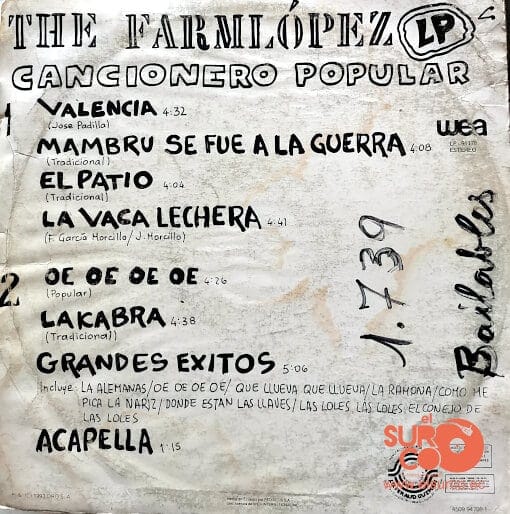 THE FARMLÓPEZ LP
CANCIONERO POPULAR
1 VALENCIA 4:32
(Jose Padilla)
MAMBRU SE FUE A LA GUERRA 4:08
(Tradicional)
EL PATIO 4:04
(Tradicional)
LA VACA LECHERA 4:41
(F. García Morcillo/J. Morcillo)
wea
ESTEREO
2 OE OE OE OE 4:26
(Popular)
LA KABRA 4:38
(Tradicional)
GRANDES EXITOS 5:06
Incluye: LA ALEMANAS/OE OE OE OE/ QUE LLUEVA QUE LLUEVA/LA RAMONA/COMO ME
PICA LA NARIZ/DONDE ESTAN LAS LLAVES/ LAS LOLES, LAS LOLES, EL CONEJO DE
LAS LOLES
ACAPELLA 1:15
1.739
Bailables
el
SUR